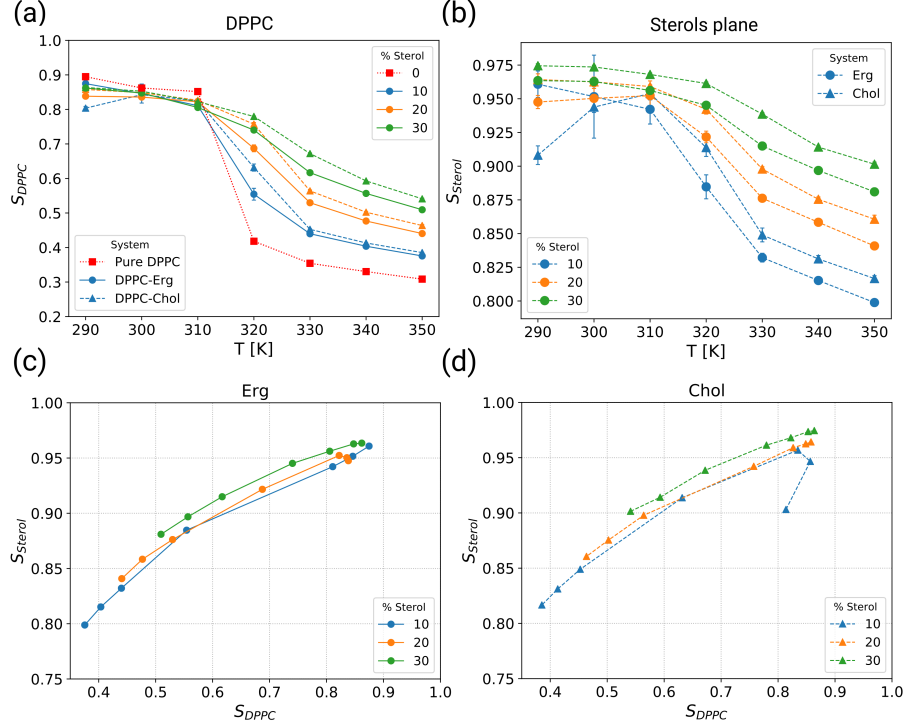 (a)
DPPC
1.0
0.9
0.8
0.7
0.6
0.5
0.4
0.3
0.2
S_DPPC
290 300 310 320 330 340 350
T [K]
% Sterol
0
10
20
30
System
Pure DPPC
DPPC-Erg
DPPC-Chol
(b)
Sterols plane
0.975
0.950
0.925
0.900
0.875
0.850
0.825
0.800
S_Sterol
290 300 310 320 330 340 350
T [K]
System
Erg
Chol
% Sterol
10
20
30
(c)
Erg
1.00
0.95
0.90
0.85
0.80
0.75
S_Sterol
0.4 0.5 0.6 0.7 0.8 0.9 1.0
S_DPPC
% Sterol
10
20
30
(d)
Chol
1.00
0.95
0.90
0.85
0.80
0.75
S_Sterol
0.4 0.5 0.6 0.7 0.8 0.9 1.0
S_DPPC
% Sterol
10
20
30